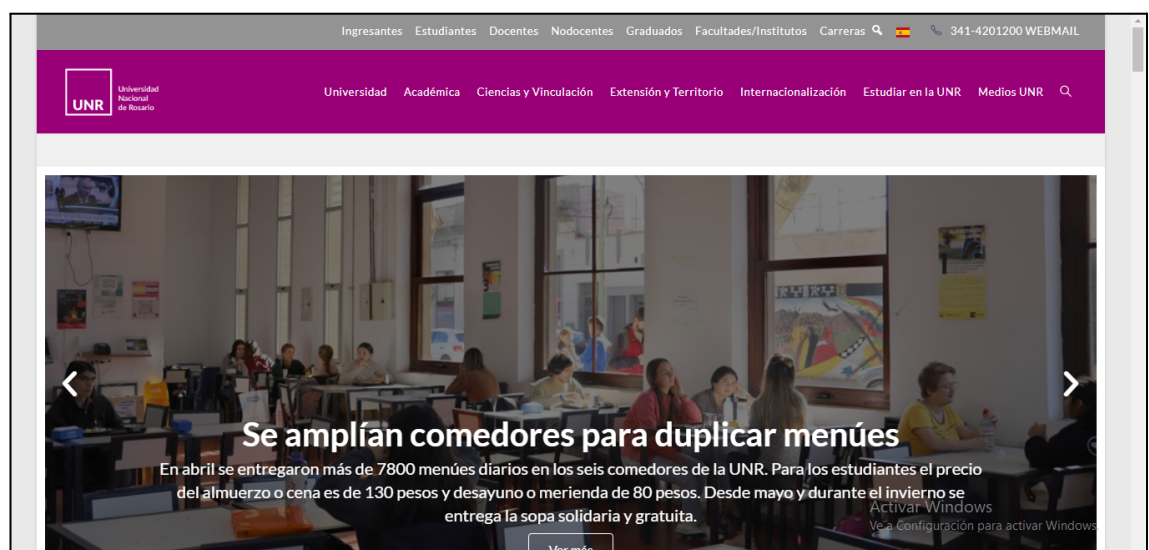 Ingresantes Estudiantes Docentes Nodocentes Graduados Facultades/Institutos Carreras 341-4201200 WEBMAIL
UNR
Universidad
Nacional
de Rosario
Universidad Académica Ciencias y Vinculación Extensión y Territorio Internacionalización Estudiar en la UNR Medios UNR
Se amplían comedores para duplicar menúes
En abril se entregaron más de 7800 menúes diarios en los seis comedores de la UNR. Para los estudiantes el precio
del almuerzo o cena es de 130 pesos y desayuno o merienda de 80 pesos. Desde mayo y durante el invierno se
entrega la sopa solidaria y gratuita.
Activar Windows
Ve a Configuración para activar Windows
Ver más